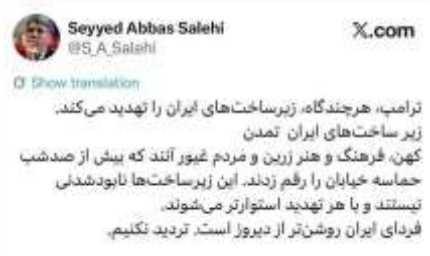 Seyyed Abbas Salehi
X.com
@S_A_Salehi
Show translation
ترامپ، هرچندگاه، زیرساخت‌های ایران را تهدید می‌کند.
زیر ساخت‌های ایران تمدن
کهن، فرهنگ و هنر زرین و مردم غیور آنند که بیش از صدشب
حماسه خیابان را رقم زدند. این زیرساخت‌ها نابودشدنی
نیستند و با هر تهدید استوارتر می‌شوند.
فردای ایران روشن‌تر از دیروز است. تردید نکنیم.